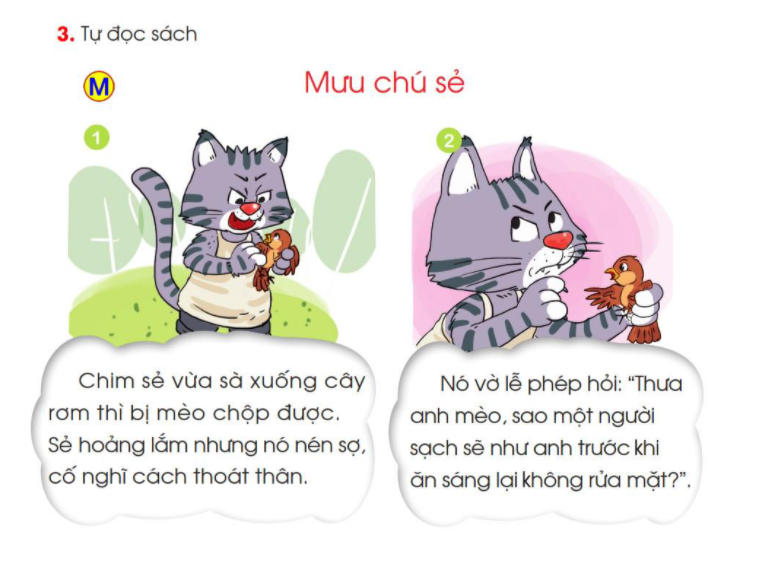 3. Tự đọc sách
M
Mưu chú sẻ
1
2
Chim sẻ vừa sà xuống cây
rơm thì bị mèo chộp được.
Sẻ hoảng lắm nhưng nó nén sợ,
cố nghĩ cách thoát thân.
Nó vờ lễ phép hỏi: “Thưa
anh mèo, sao một người
sạch sẽ như anh trước khi
ăn sáng lại không rửa mặt?”.